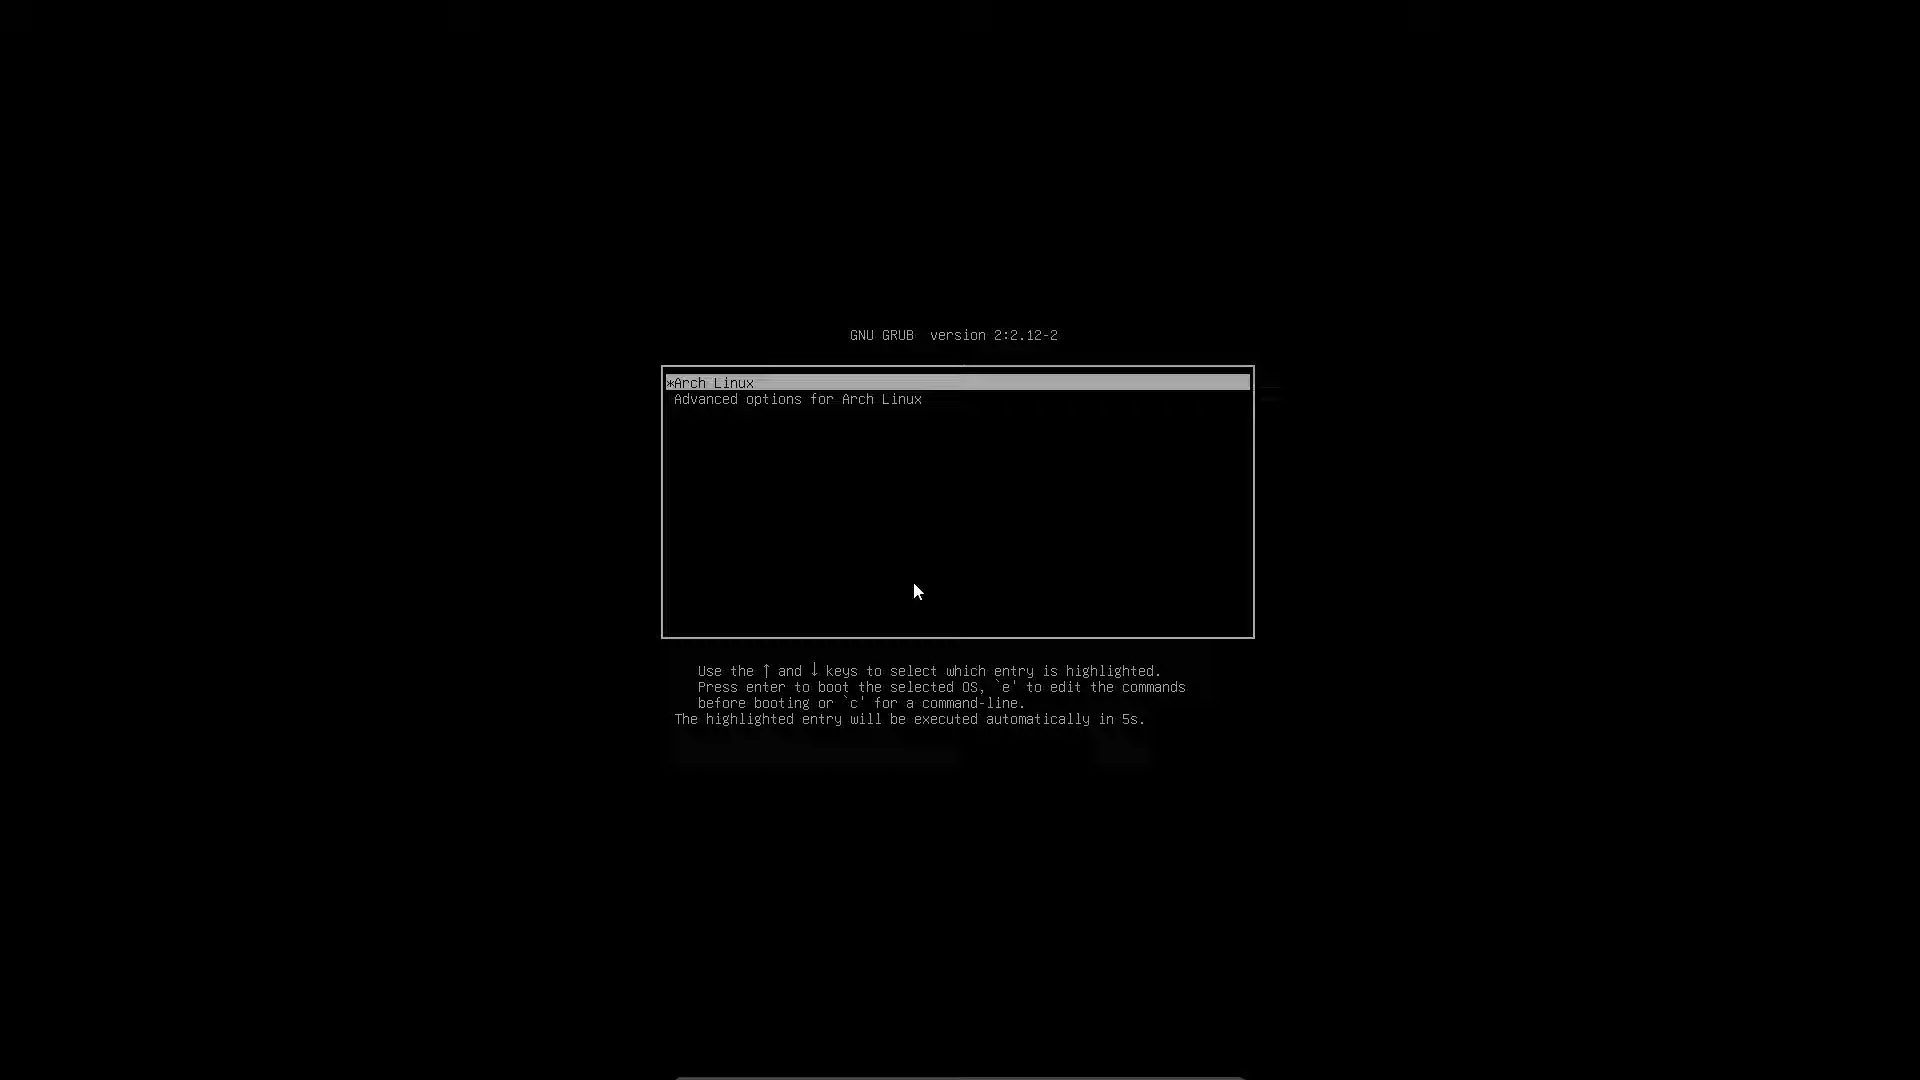 GNU GRUB  version 2:2.12-2
*Arch Linux
Advanced options for Arch Linux
Use the ↑ and ↓ keys to select which entry is highlighted.
Press enter to boot the selected OS, `e' to edit the commands
before booting or `c' for a command-line.
The highlighted entry will be executed automatically in 5s.